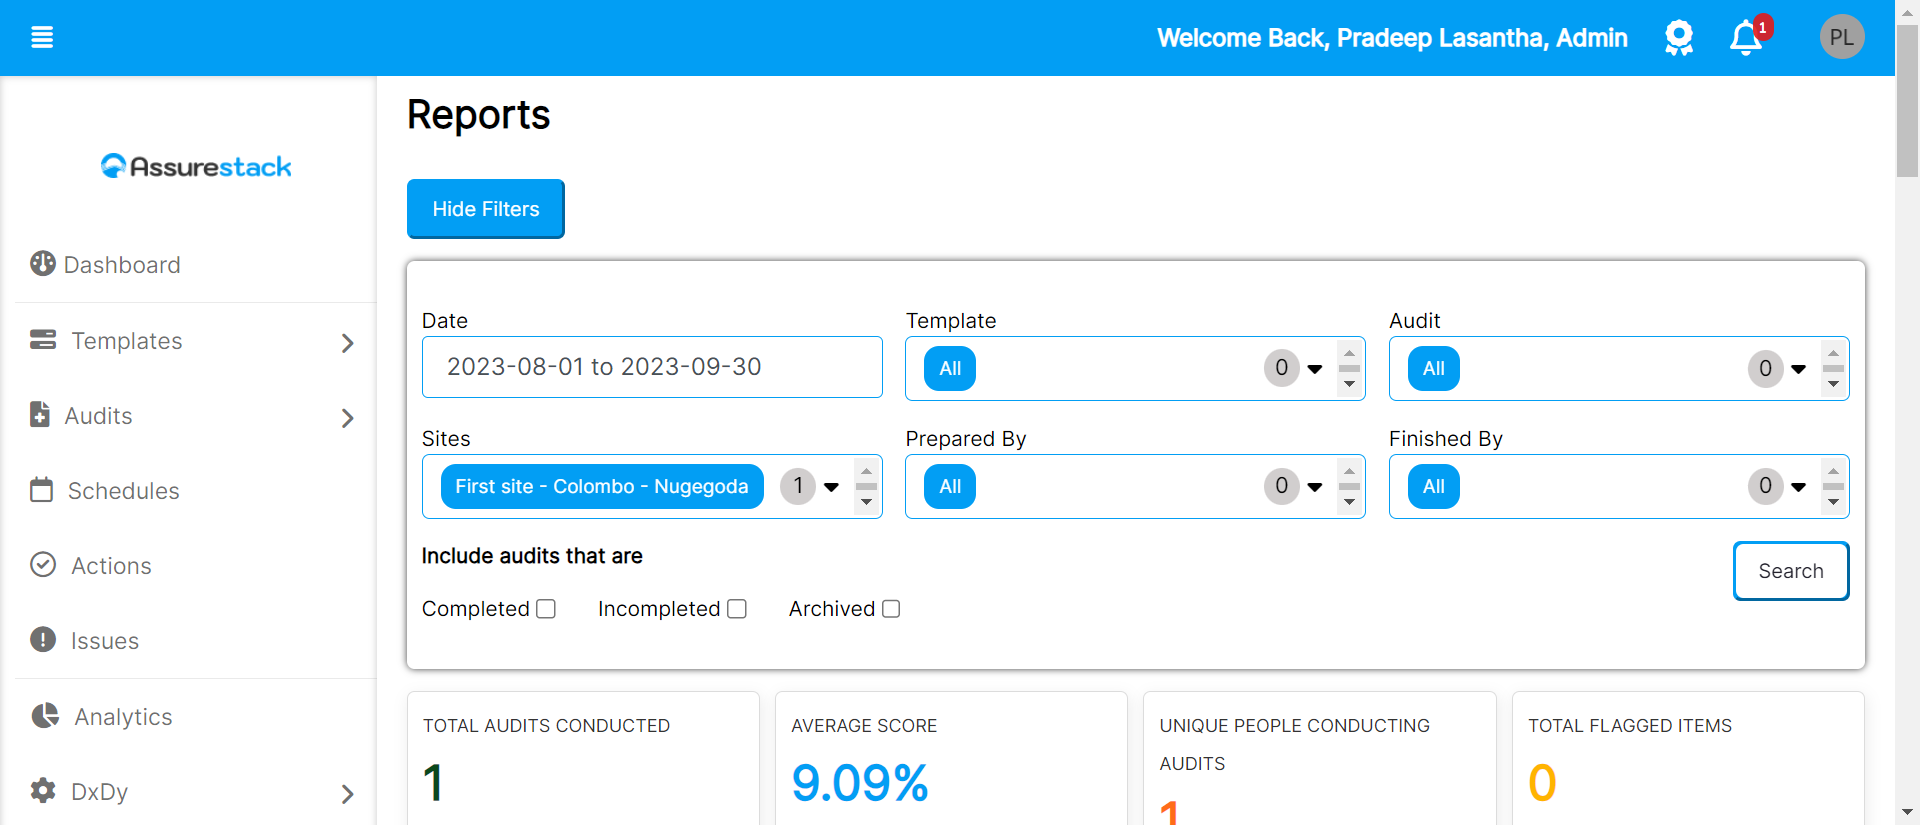 Welcome Back, Pradeep Lasantha, Admin
1
PL
Assurestack
Dashboard
Templates
Audits
Schedules
Actions
Issues
Analytics
DxDy
Reports
Hide Filters
Date
2023-08-01 to 2023-09-30
Template
All
0
Audit
All
0
Sites
First site - Colombo - Nugegoda
1
Prepared By
All
0
Finished By
All
0
Include audits that are
Completed
Incompleted
Archived
Search
TOTAL AUDITS CONDUCTED
1
AVERAGE SCORE
9.09%
UNIQUE PEOPLE CONDUCTING
AUDITS
1
TOTAL FLAGGED ITEMS
0